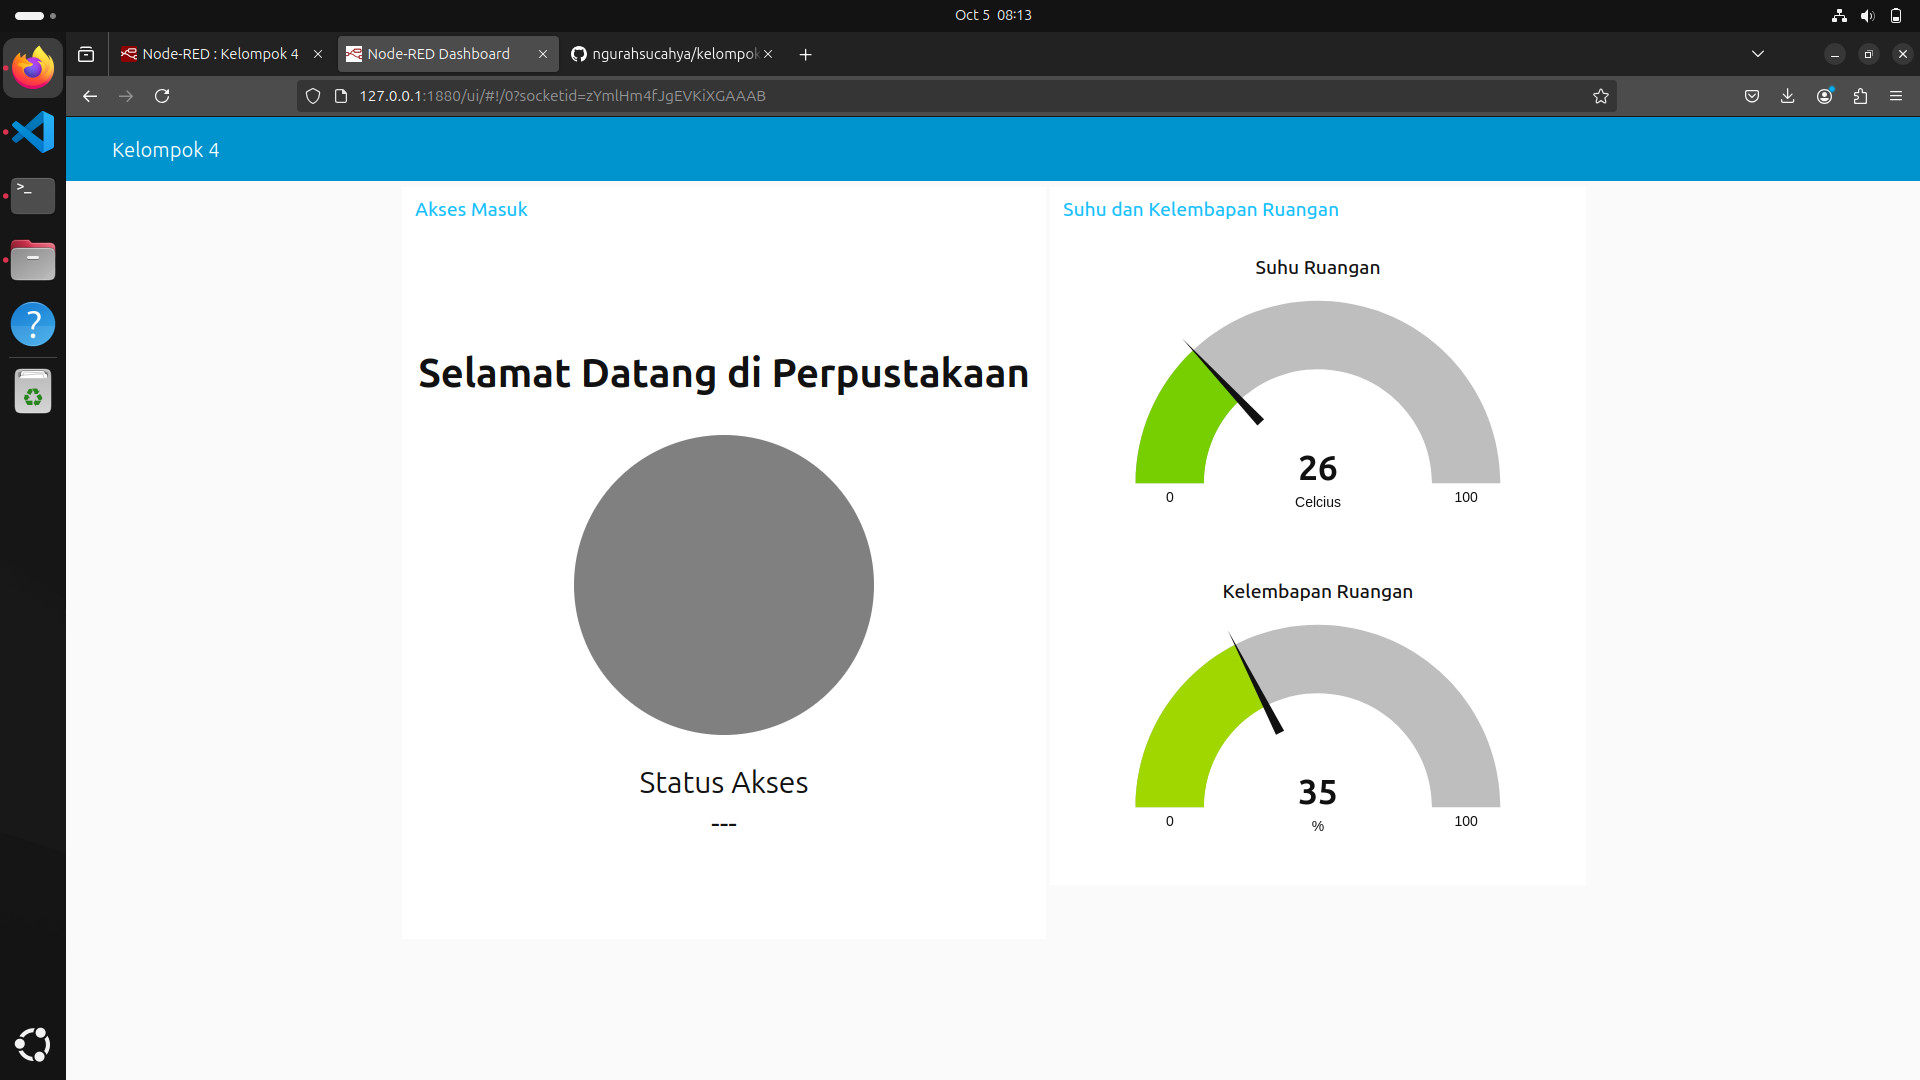 Oct 5 08:13
Node-RED : Kelompok 4
Node-RED Dashboard
ngurahsucahya/kelompok
127.0.0.1:1880/ui/#!/0?socketid=zYmlHm4fJgEVKiXGAAAB
Kelompok 4
Akses Masuk
Selamat Datang di Perpustakaan
Status Akses
---
Suhu dan Kelembapan Ruangan
Suhu Ruangan
26
0
Celcius
100
Kelembapan Ruangan
35
0
%
100